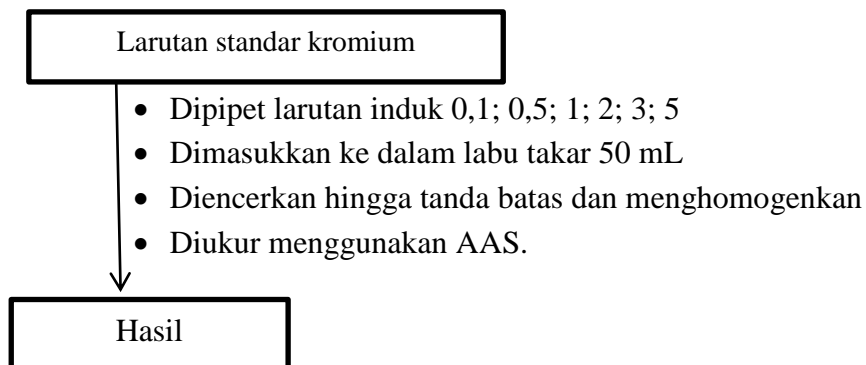 Larutan standar kromium
• Dipipet larutan induk 0,1; 0,5; 1; 2; 3; 5
• Dimasukkan ke dalam labu takar 50 mL
• Diencerkan hingga tanda batas dan menghomogenkan
• Diukur menggunakan AAS.
Hasil